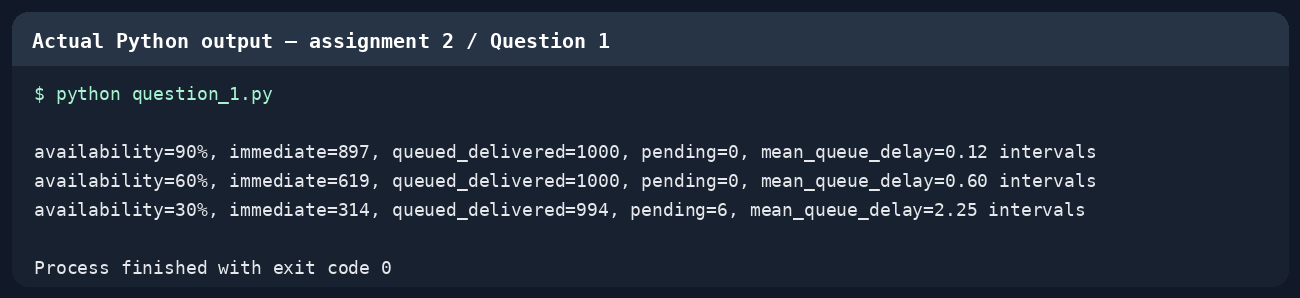 Actual Python output — assignment 2 / Question 1
$ python question_1.py
availability=90%, immediate=897, queued_delivered=1000, pending=0, mean_queue_delay=0.12 intervals
availability=60%, immediate=619, queued_delivered=1000, pending=0, mean_queue_delay=0.60 intervals
availability=30%, immediate=314, queued_delivered=994, pending=6, mean_queue_delay=2.25 intervals
Process finished with exit code 0